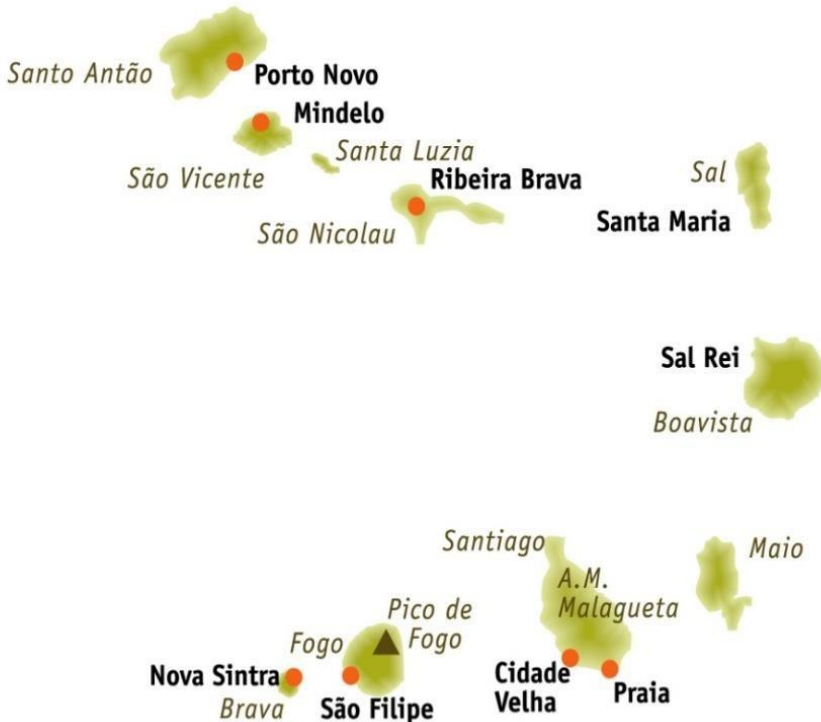 Santo Antão
Porto Novo
Mindelo
Santa Luzia
São Vicente
Ribeira Brava
São Nicolau
Sal
Santa Maria
Sal Rei
Boavista
Santiago
Maio
A.M.
Malagueta
Pico de
Fogo
Fogo
Nova Sintra
Brava
São Filipe
Cidade
Velha
Praia